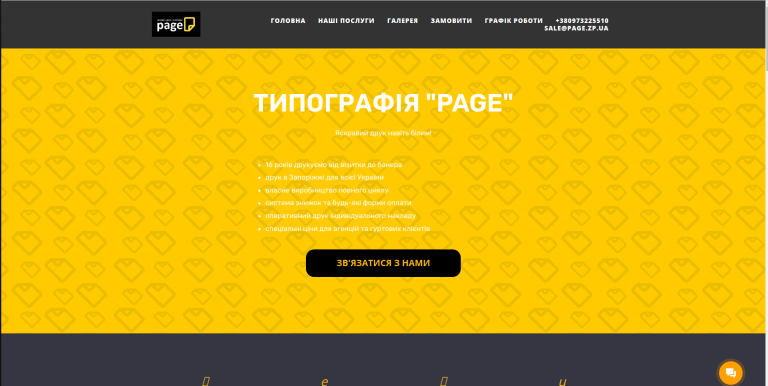 page
ГОЛОВНА НАШІ ПОСЛУГИ ГАЛЕРЕЯ ЗАМОВИТИ ГРАФІК РОБОТИ +380973225510
SALE@PAGE.ZP.UA
ТИПОГРАФІЯ "PAGE"
Яскравий друк навіть білим!
16 років друкуємо від візитки до банера
друк в Запоріжжі для всієї України
власне виробництво повного циклу
система знижок та будь-які форми оплати
оперативний друк індивідуального накладу
спеціальні ціни для агенцій та гуртових клієнтів
ЗВ'ЯЗАТИСЯ З НАМИ